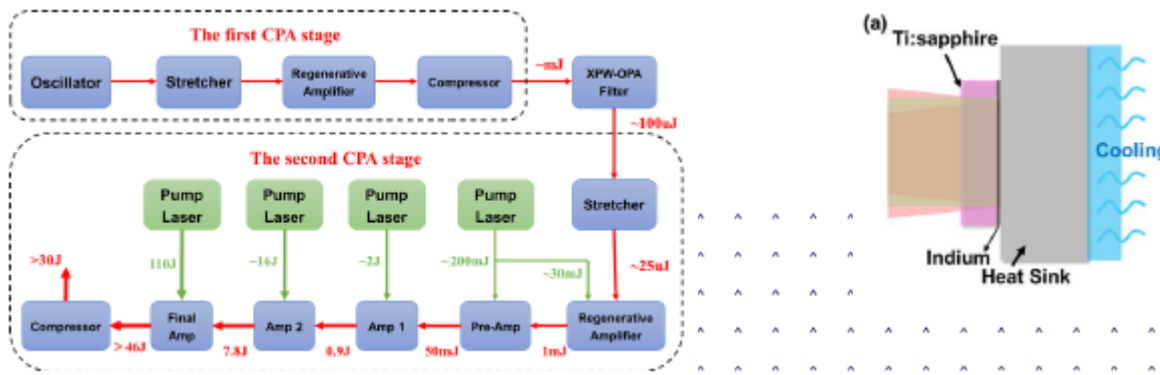 The first CPA stage
Oscillator
Stretcher
Regenerative
Amplifier
Compressor
~mJ
XPW-OPA
Filter
~100uJ
The second CPA stage
Pump
Laser
Pump
Laser
Pump
Laser
Pump
Laser
Stretcher
>30J
110J
~16J
~2J
~200mJ
~30mJ
~25uJ
Compressor
Final
Amp
Amp 2
Amp 1
Pre-Amp
Regenerative
Amplifier
> 46J
7.8J
0.9J
50mJ
1mJ
(a)
Ti:sapphire
Cooling
Indium
Heat Sink